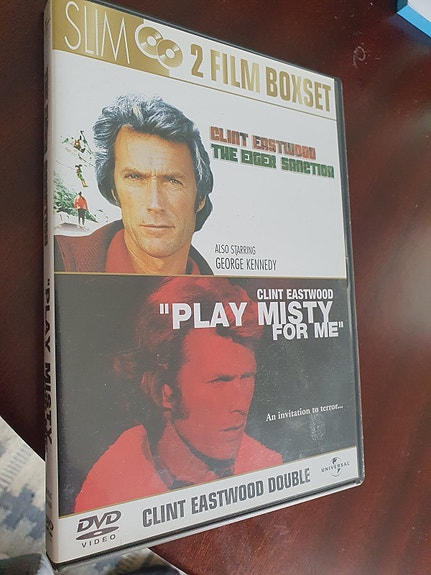 SLIM 2 FILM BOXSET
CLINT EASTWOOD
THE EIGER SANCTION
ALSO STARRING
GEORGE KENNEDY
CLINT EASTWOOD
"PLAY MISTY
FOR ME"
An invitation to terror...
UNIVERSAL
DVD
VIDEO
CLINT EASTWOOD DOUBLE
"PLAY MISTY